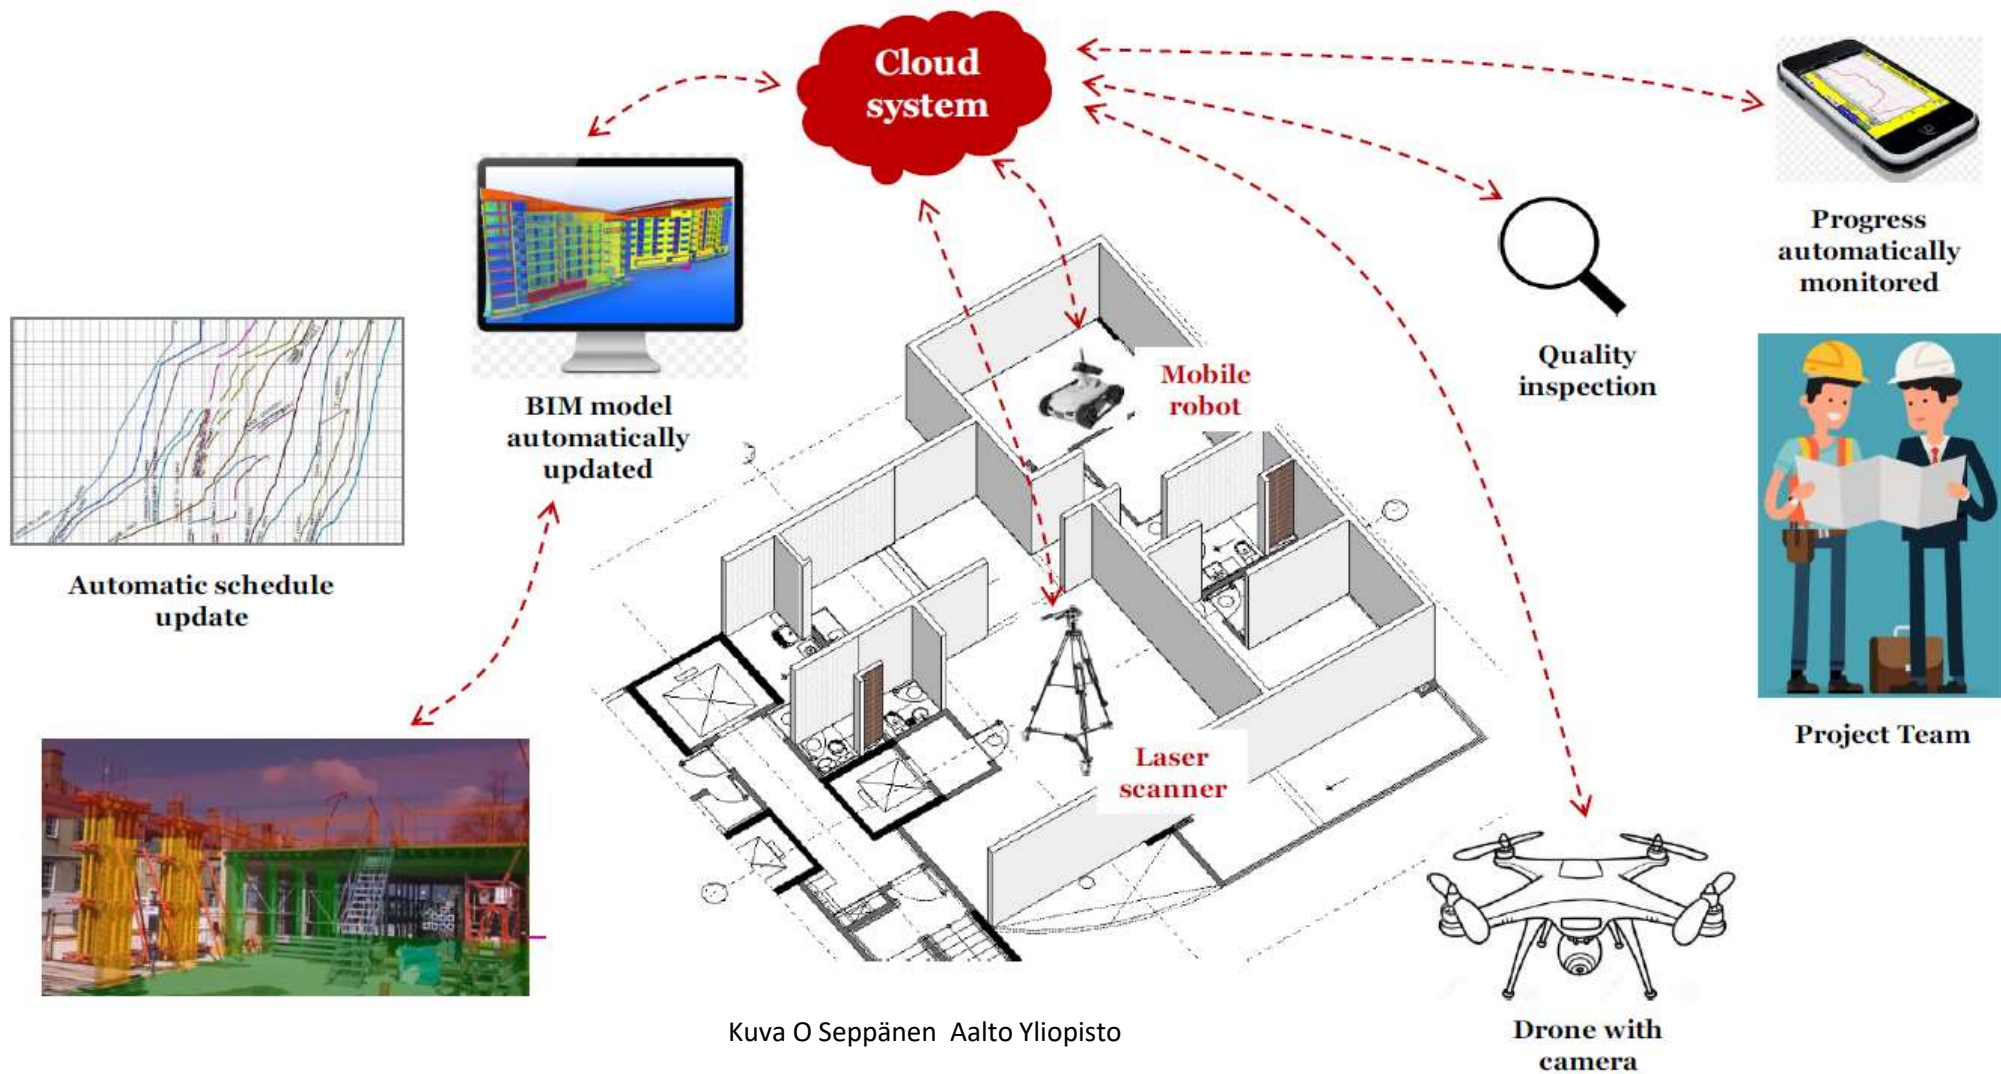 Cloud
system
Progress
automatically
monitored
Quality
inspection
Mobile
robot
BIM model
automatically
updated
Automatic schedule
update
Project Team
Laser
scanner
Kuva O Seppänen  Aalto Yliopisto
Drone with
camera